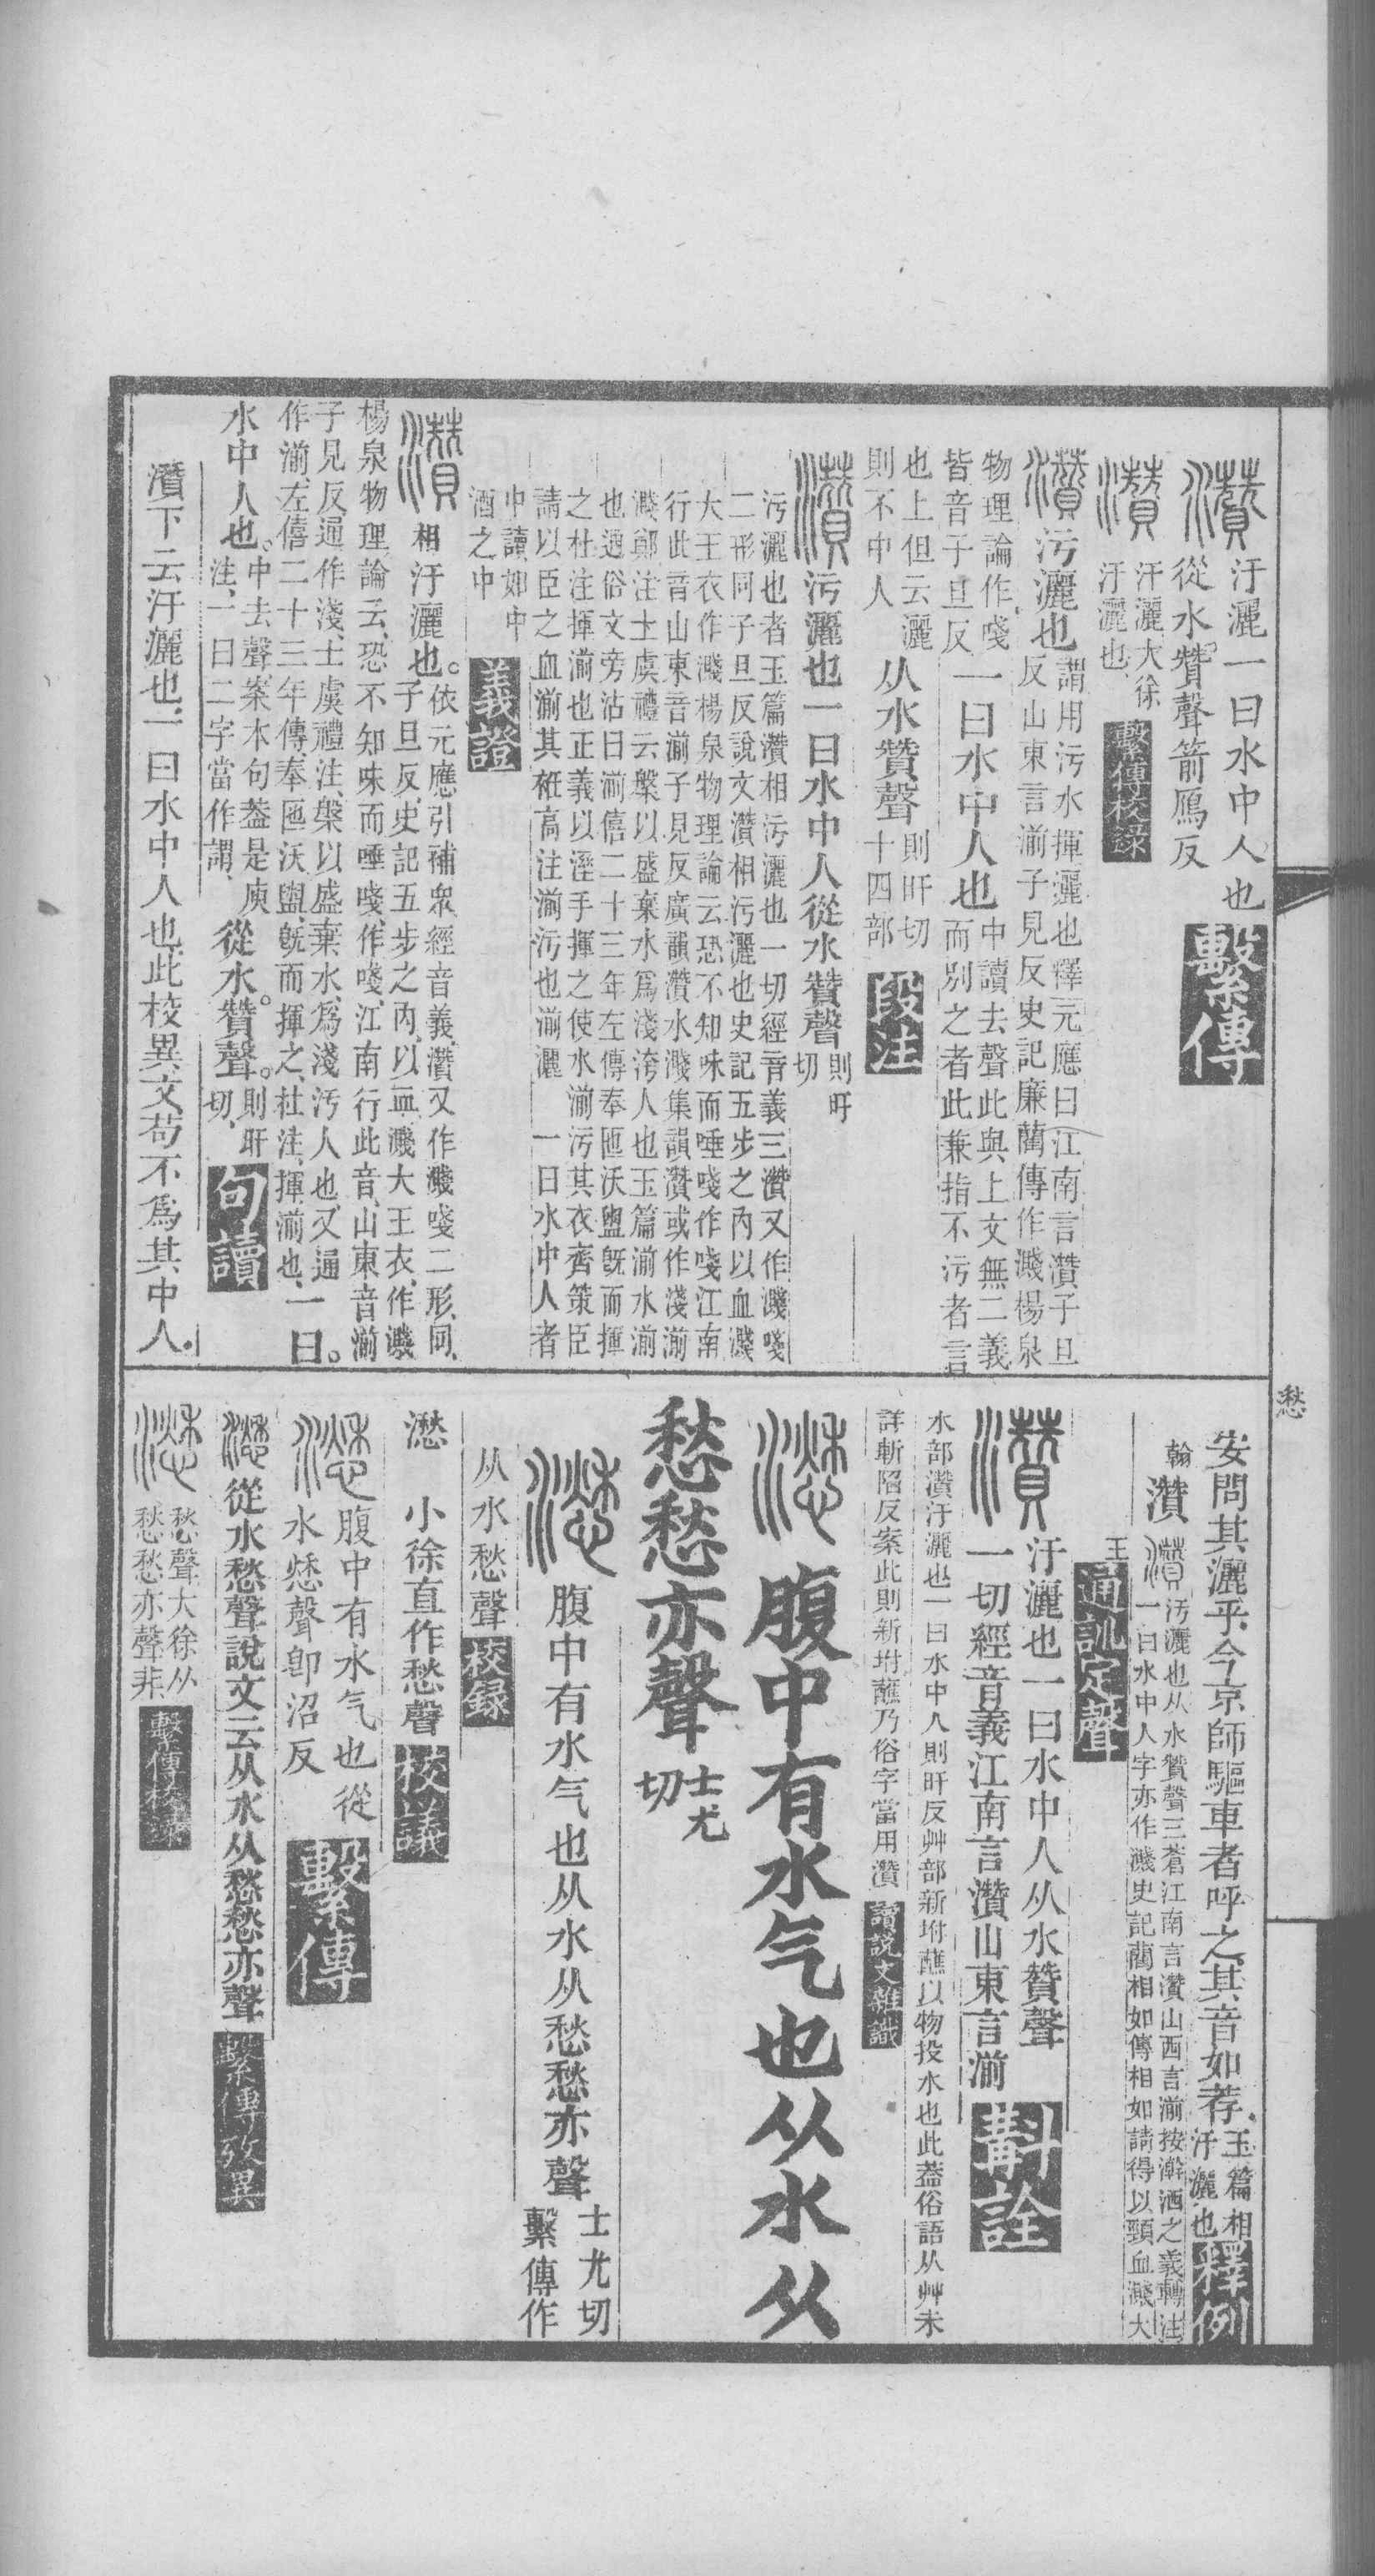 灒汙灑一曰水中人也
從水贊聲箭鴈反繫傳
灒汙灑大徐
汙灑也繫傳校錄
灒污灑也謂用污水揮灑也釋元應曰江南言灒子旦
反山東言湔子見反史記廉藺傳作濺楊泉
物理論作㳨
皆音子旦反一曰水中人也中讀去聲此與上文無二義
而別之者此兼指不污者言
也上但云灑
則不中人从水贊聲則旰切
十四部段注
灒污灑也一曰水中人從水贊聲則旰
切
污灑也者玉篇灒相污灑也一切經音義三灒又作濺㳨
二形同子旦反說文灒相污灑也史記五步之內以血濺
大王衣作濺楊泉物理論云恐不知味而唾㳨作㳨江南
行此音山東音湔子見反廣韻灒水濺集韻灒或作淺湔
濺鄭注士虞禮云槃以盛棄水爲淺洿人也玉篇湔水湔
也通俗文旁沾曰湔僖二十三年左傳奉匜沃盥旣而揮
之杜注揮湔也正義以溼手揮之使水湔污其衣齊策臣
請以臣之血湔其衽高注湔污也湔灑 一曰水中人者
中讀如中
酒之中義證
灒相汙灑也依元應引補衆經音義灒又作濺㳨二形同
子旦反史記五步之內以血濺大王衣作濺
楊泉物理論云恐不知味而唾㳨作㳨江南行此音山東音湔
子見反通作淺士虞禮注槃以盛棄水爲淺污人也又通
作湔左僖二十三年傳奉匜沃盥旣而揮之杜注揮湔也一曰
水中人也中去聲案本句蓋是庾
注一曰二字當作謂從水贊聲則旰
切句讀
灒下云汙灑也一曰水中人也此校異文苟不爲其中人
安問其灑乎今京師驅車者呼之其音如荐玉篇相
汙灑也釋例
翰灒污灑也从水贊聲三蒼江南言灒山西言湔按澣洒之義轉注
一曰水中人字亦作濺史記藺相如傳相如請得以頸血濺大
王通訓定聲
灒汙灑也一曰水中人从水贊聲
一切經音義江南言灒山東言湔斠詮
水部灒汙灑也一曰水中人則旰反艸部新坿蘸以物投水也此蓋俗語从艸未
詳斬陷反案此則新坿蘸乃俗字當用灒讀說文雜識
𤄪腹中有水气也从水从
愁愁亦聲士尤
切
腹中有水气也从水从愁愁亦聲士尤切
繫傳作
从水愁聲校錄
小徐直作愁聲校議
腹中有水气也從
水愁聲卽沼反繫傳
從水愁聲說文云从水从愁愁亦聲繫傳攷異
愁聲大徐从
愁愁亦聲非繫傳校錄
愁